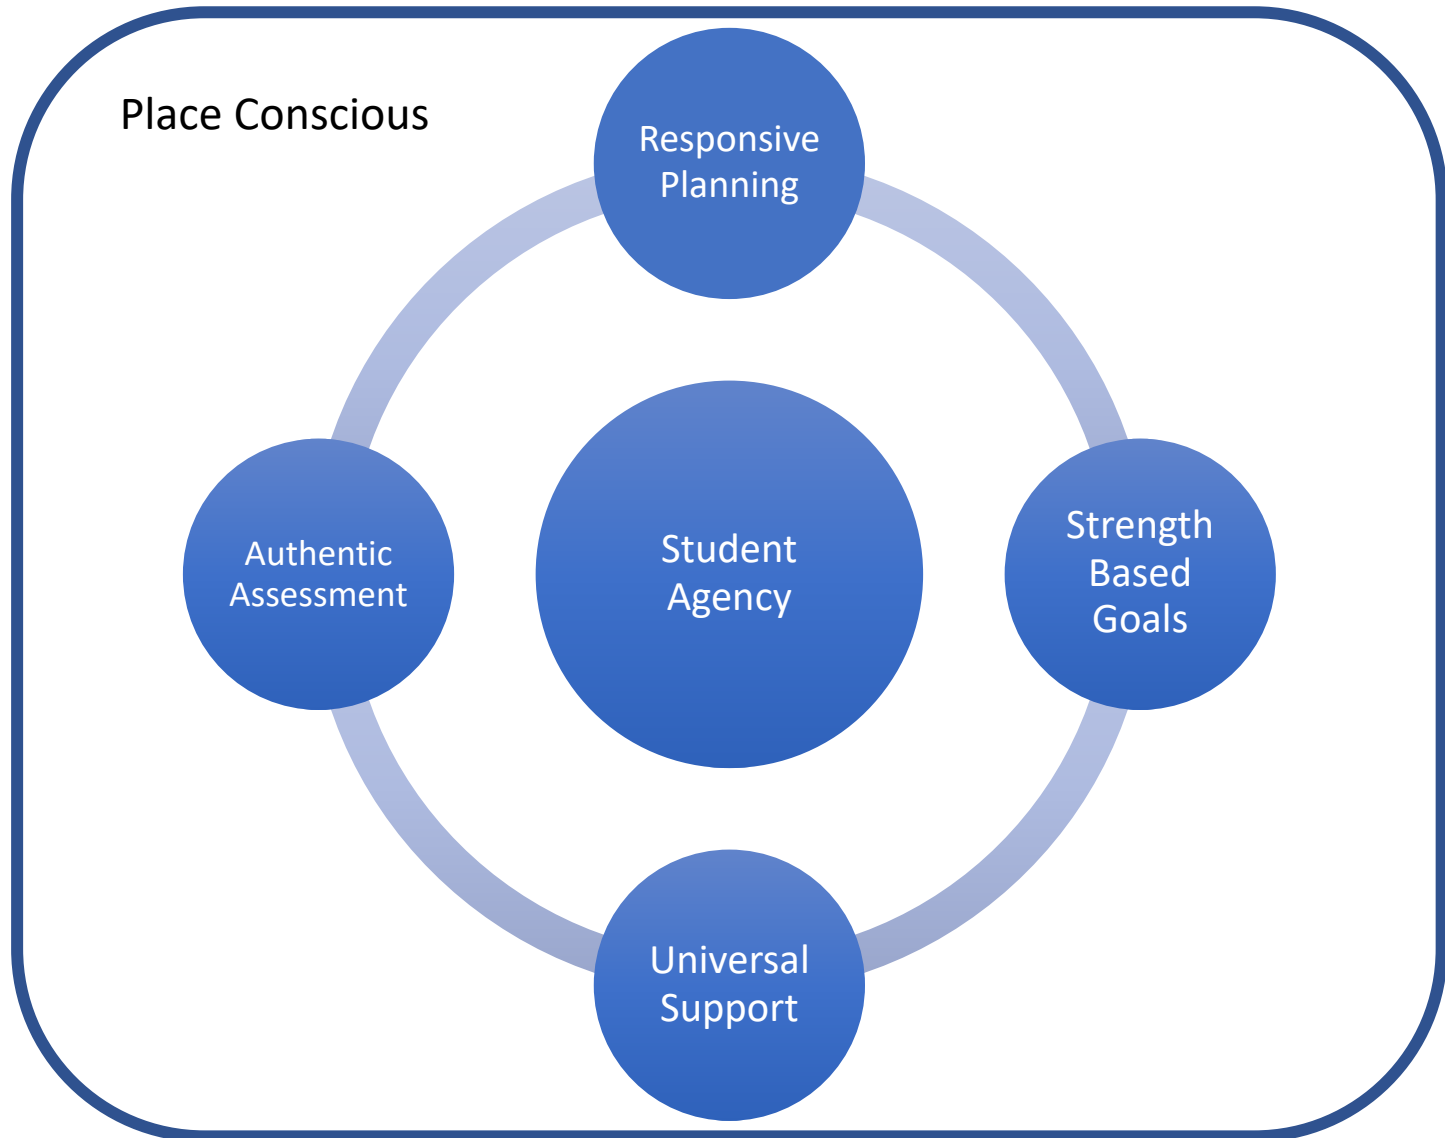 Place Conscious
Responsive
Planning
Authentic
Assessment
Student
Agency
Strength
Based
Goals
Universal
Support